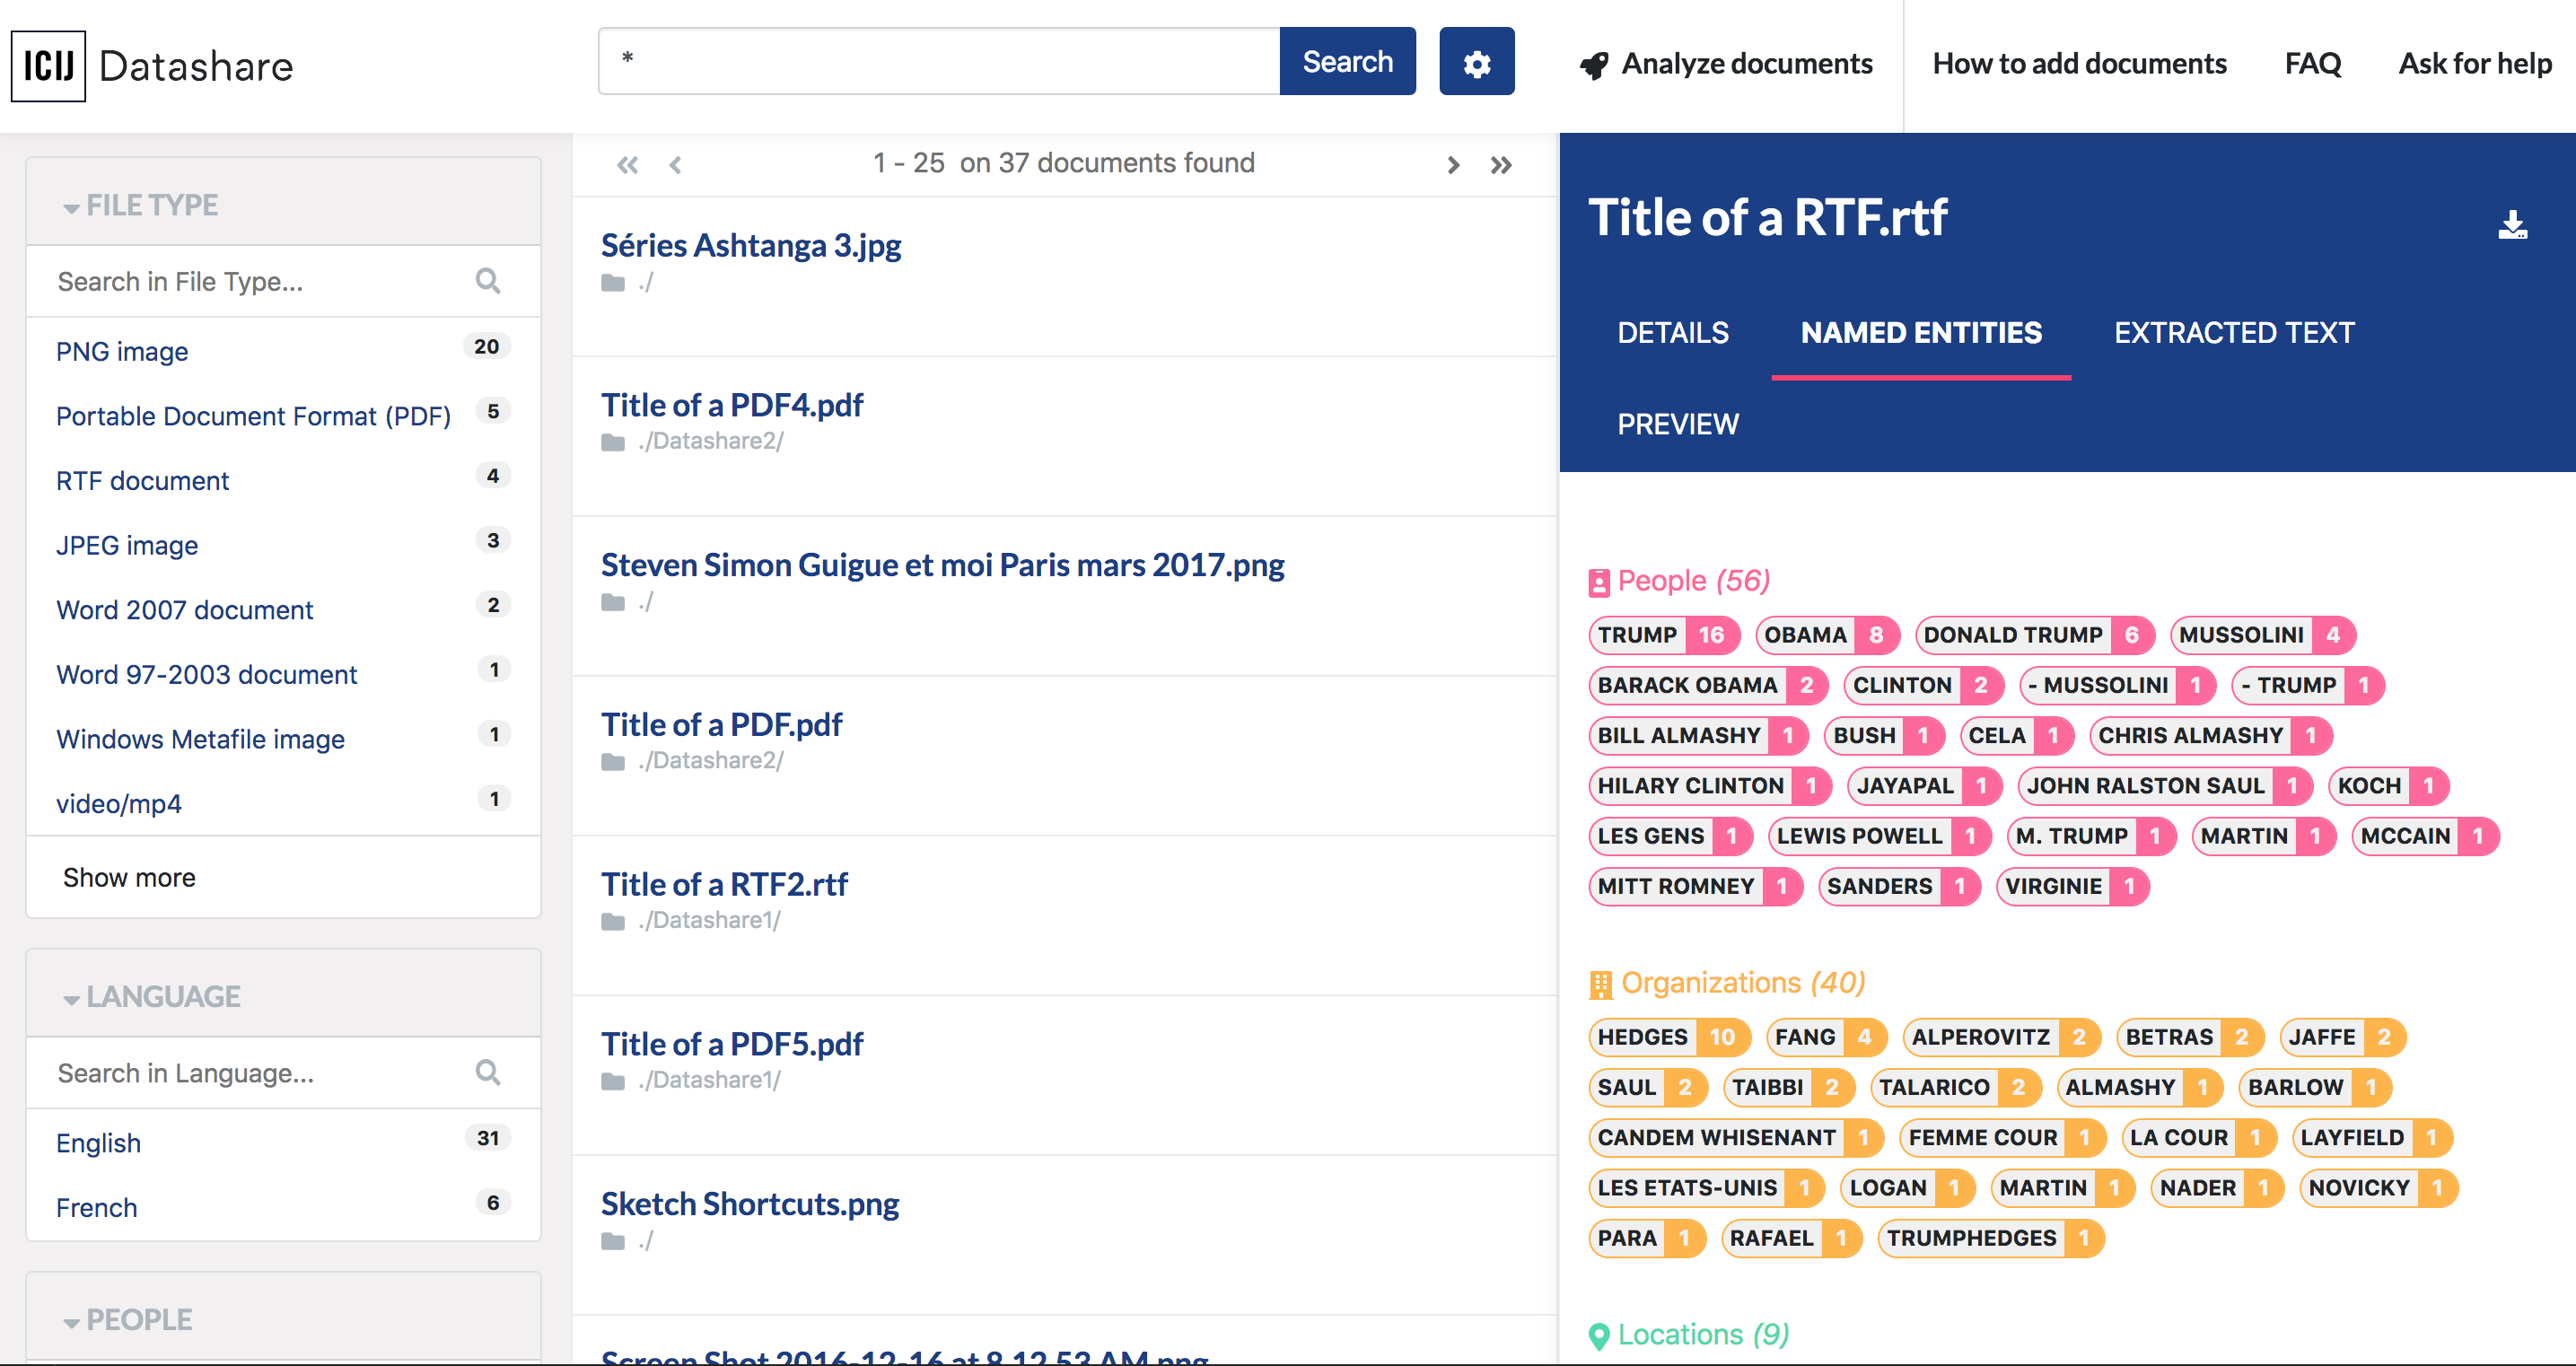 ICIJ Datashare
*
Search
Analyze documents
How to add documents
FAQ
Ask for help
FILE TYPE
Search in File Type...
PNG image 20
Portable Document Format (PDF) 5
RTF document 4
JPEG image 3
Word 2007 document 2
Word 97-2003 document 1
Windows Metafile image 1
video/mp4 1
Show more
LANGUAGE
Search in Language...
English 31
French 6
PEOPLE
« ‹ 1 - 25 on 37 documents found › »
Séries Ashtanga 3.jpg
./
Title of a PDF4.pdf
./Datashare2/
Steven Simon Guigue et moi Paris mars 2017.png
./
Title of a PDF.pdf
./Datashare2/
Title of a RTF2.rtf
./Datashare1/
Title of a PDF5.pdf
./Datashare1/
Sketch Shortcuts.png
./
Screen Shot 2016-12-16 at 8.12.53 AM.png
Title of a RTF.rtf
DETAILS NAMED ENTITIES EXTRACTED TEXT
PREVIEW
People (56)
TRUMP 16 OBAMA 8 DONALD TRUMP 6 MUSSOLINI 4
BARACK OBAMA 2 CLINTON 2 - MUSSOLINI 1 - TRUMP 1
BILL ALMASHY 1 BUSH 1 CELA 1 CHRIS ALMASHY 1
HILARY CLINTON 1 JAYAPAL 1 JOHN RALSTON SAUL 1 KOCH 1
LES GENS 1 LEWIS POWELL 1 M. TRUMP 1 MARTIN 1 MCCAIN 1
MITT ROMNEY 1 SANDERS 1 VIRGINIE 1
Organizations (40)
HEDGES 10 FANG 4 ALPEROVITZ 2 BETRAS 2 JAFFE 2
SAUL 2 TAIBBI 2 TALARICO 2 ALMASHY 1 BARLOW 1
CANDEM WHISENANT 1 FEMME COUR 1 LA COUR 1 LAYFIELD 1
LES ETATS-UNIS 1 LOGAN 1 MARTIN 1 NADER 1 NOVICKY 1
PARA 1 RAFAEL 1 TRUMPHEDGES 1
Locations (9)